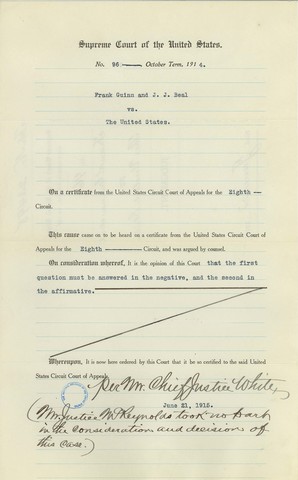 Supreme Court of the United States.
No. 96 October Term, 1914.
Frank Guinn and J. J. Beal
vs.
The United States.
On a certificate from the United States Circuit Court of Appeals for the Eighth
Circuit.
This cause came on to be heard on a certificate from the United States Circuit Court of
Appeals for the Eighth Circuit, and was argued by counsel.
On consideration whereof, It is the opinion of this Court that the first
question must be answered in the negative, and the second in
the affirmative.
Whereupon, It is now here ordered by this Court that it be so certified to the said United
States Circuit Court of Appeals.
Per Mr. Chief Justice White,
June 21, 1915.
(Mr. Justice McReynolds took no part
in the consideration and decision of
this case.)